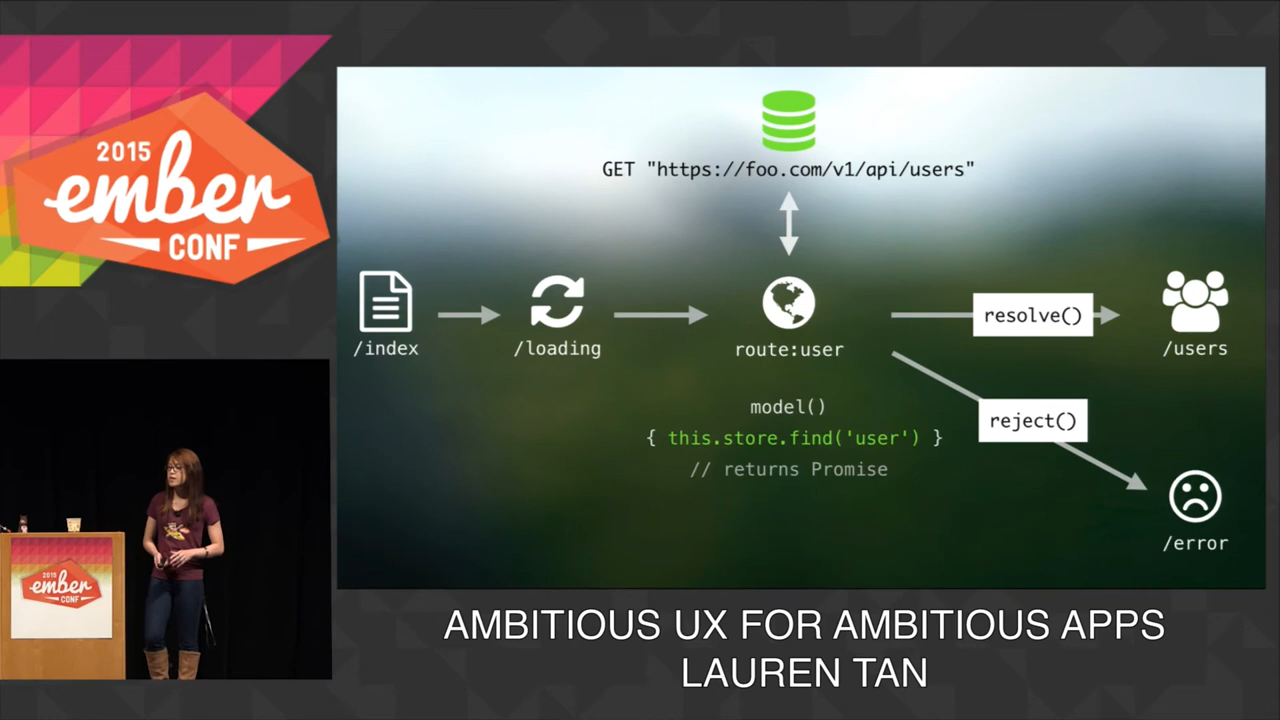 2015
ember
CONF
GET "https://foo.com/v1/api/users"
/index
/loading
route:user
resolve()
/users
model()
{ this.store.find('user') }
// returns Promise
reject()
/error
2015
ember
CONF
AMBITIOUS UX FOR AMBITIOUS APPS
LAUREN TAN